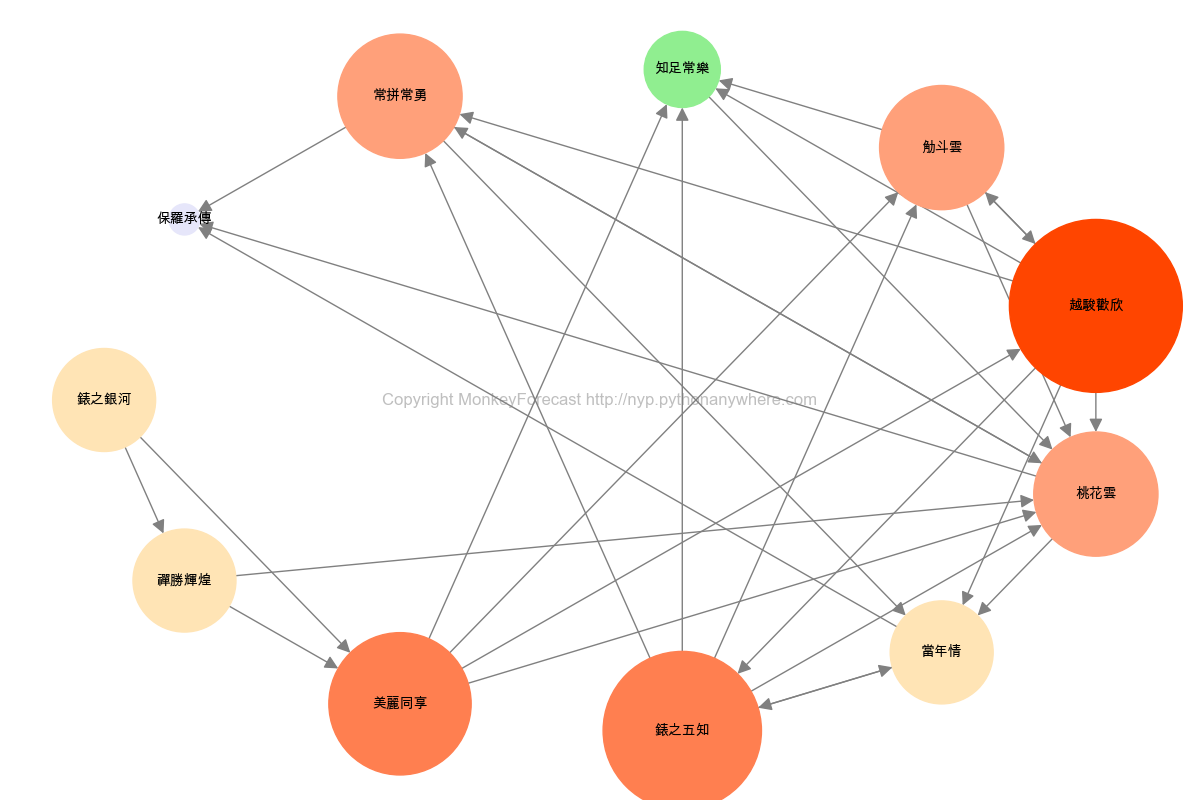 知足常樂
常拼常勇
觔斗雲
保羅承傳
越駿歡欣
錶之銀河
Copyright MonkeyForecast http://nyp.pythonanywhere.com
桃花雲
禪勝輝煌
當年情
美麗同享
錶之五知